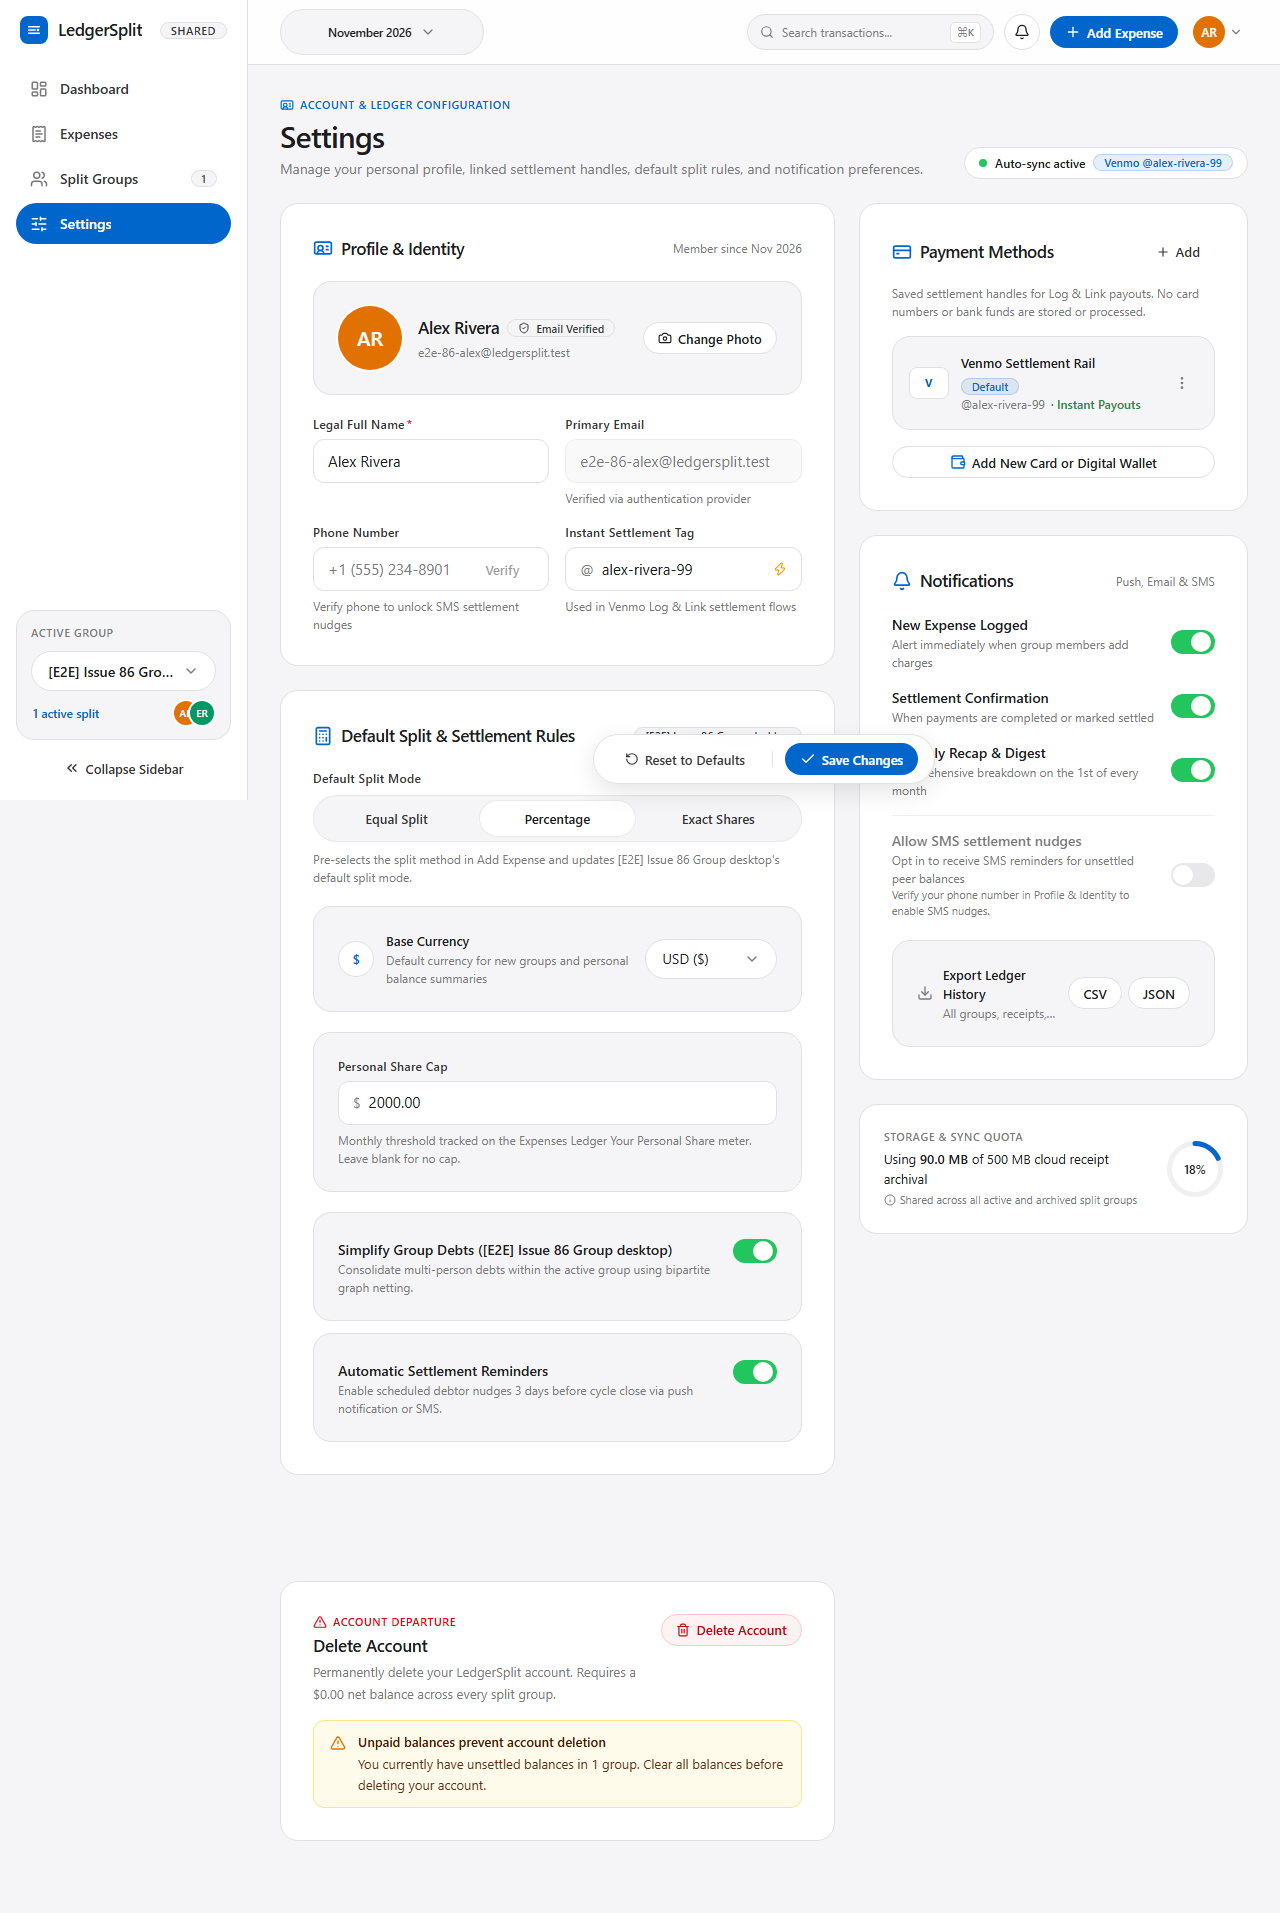 LedgerSplit SHARED
Dashboard
Expenses
Split Groups 1
Settings
ACTIVE GROUP
[E2E] Issue 86 Gro...
1 active split
ER
Collapse Sidebar
November 2026
Search transactions...
⌘K
+ Add Expense
AR
ACCOUNT & LEDGER CONFIGURATION
Settings
Manage your personal profile, linked settlement handles, default split rules, and notification preferences.
Auto-sync active Venmo @alex-rivera-99
Profile & Identity
Member since Nov 2026
AR
Alex Rivera Email Verified
e2e-86-alex@ledgersplit.test
Change Photo
Legal Full Name*
Alex Rivera
Primary Email
e2e-86-alex@ledgersplit.test
Verified via authentication provider
Phone Number
+1 (555) 234-8901 Verify
Verify phone to unlock SMS settlement
nudges
Instant Settlement Tag
@ alex-rivera-99
Used in Venmo Log & Link settlement flows
Default Split & Settlement Rules
Reset to Defaults
Save Changes
Default Split Mode
Equal Split
Percentage
Exact Shares
Pre-selects the split method in Add Expense and updates [E2E] Issue 86 Group desktop's
default split mode.
$
Base Currency
Default currency for new groups and personal
balance summaries
USD ($)
Personal Share Cap
$ 2000.00
Monthly threshold tracked on the Expenses Ledger Your Personal Share meter.
Leave blank for no cap.
Simplify Group Debts ([E2E] Issue 86 Group desktop)
Consolidate multi-person debts within the active group using bipartite
graph netting.
Automatic Settlement Reminders
Enable scheduled debtor nudges 3 days before cycle close via push
notification or SMS.
ACCOUNT DEPARTURE
Delete Account
Permanently delete your LedgerSplit account. Requires a
$0.00 net balance across every split group.
Delete Account
Unpaid balances prevent account deletion
You currently have unsettled balances in 1 group. Clear all balances before
deleting your account.
Payment Methods
+ Add
Saved settlement handles for Log & Link payouts. No card
numbers or bank funds are stored or processed.
V
Venmo Settlement Rail
Default
@alex-rivera-99 · Instant Payouts
Add New Card or Digital Wallet
Notifications
Push, Email & SMS
New Expense Logged
Alert immediately when group members add
charges
Settlement Confirmation
When payments are completed or marked settled
ly Recap & Digest
ehensive breakdown on the 1st of every
month
Allow SMS settlement nudges
Opt in to receive SMS reminders for unsettled
peer balances
Verify your phone number in Profile & Identity to
enable SMS nudges.
Export Ledger
History
All groups, receipts,...
CSV
JSON
STORAGE & SYNC QUOTA
Using 90.0 MB of 500 MB cloud receipt
archival
Shared across all active and archived split groups
18%